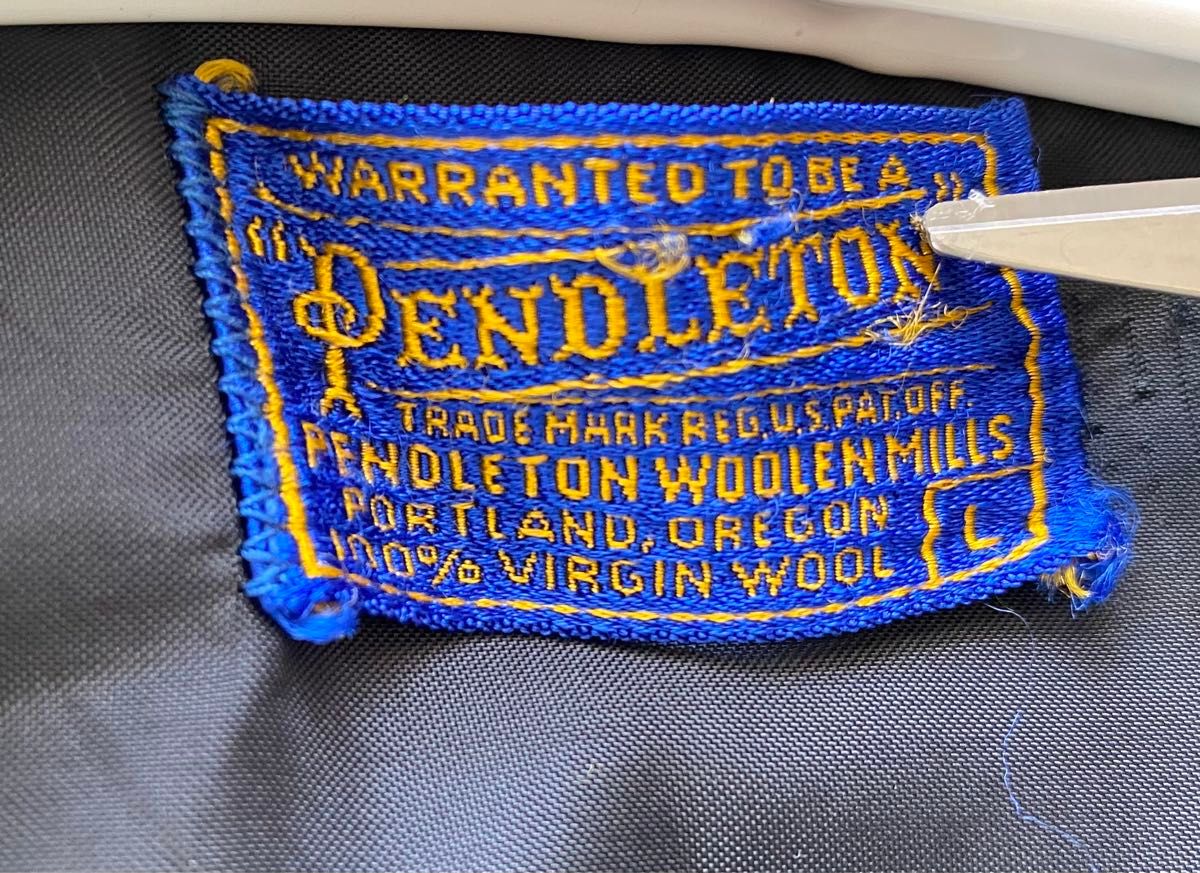 WARRANTED TO BE A
"PENDLETON"
TRADE MARK REG. U.S. PAT. OFF.
PENDLETON WOOLEN MILLS
PORTLAND, OREGON
100% VIRGIN WOOL
L